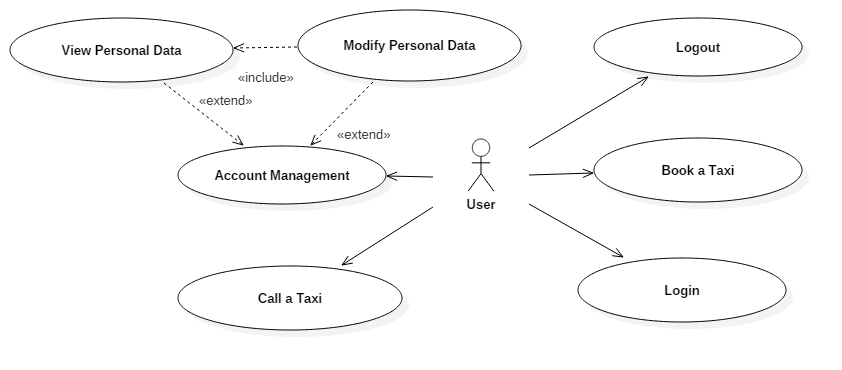 View Personal Data
Modify Personal Data
Logout
«include»
«extend»
«extend»
Account Management
User
Book a Taxi
Call a Taxi
Login